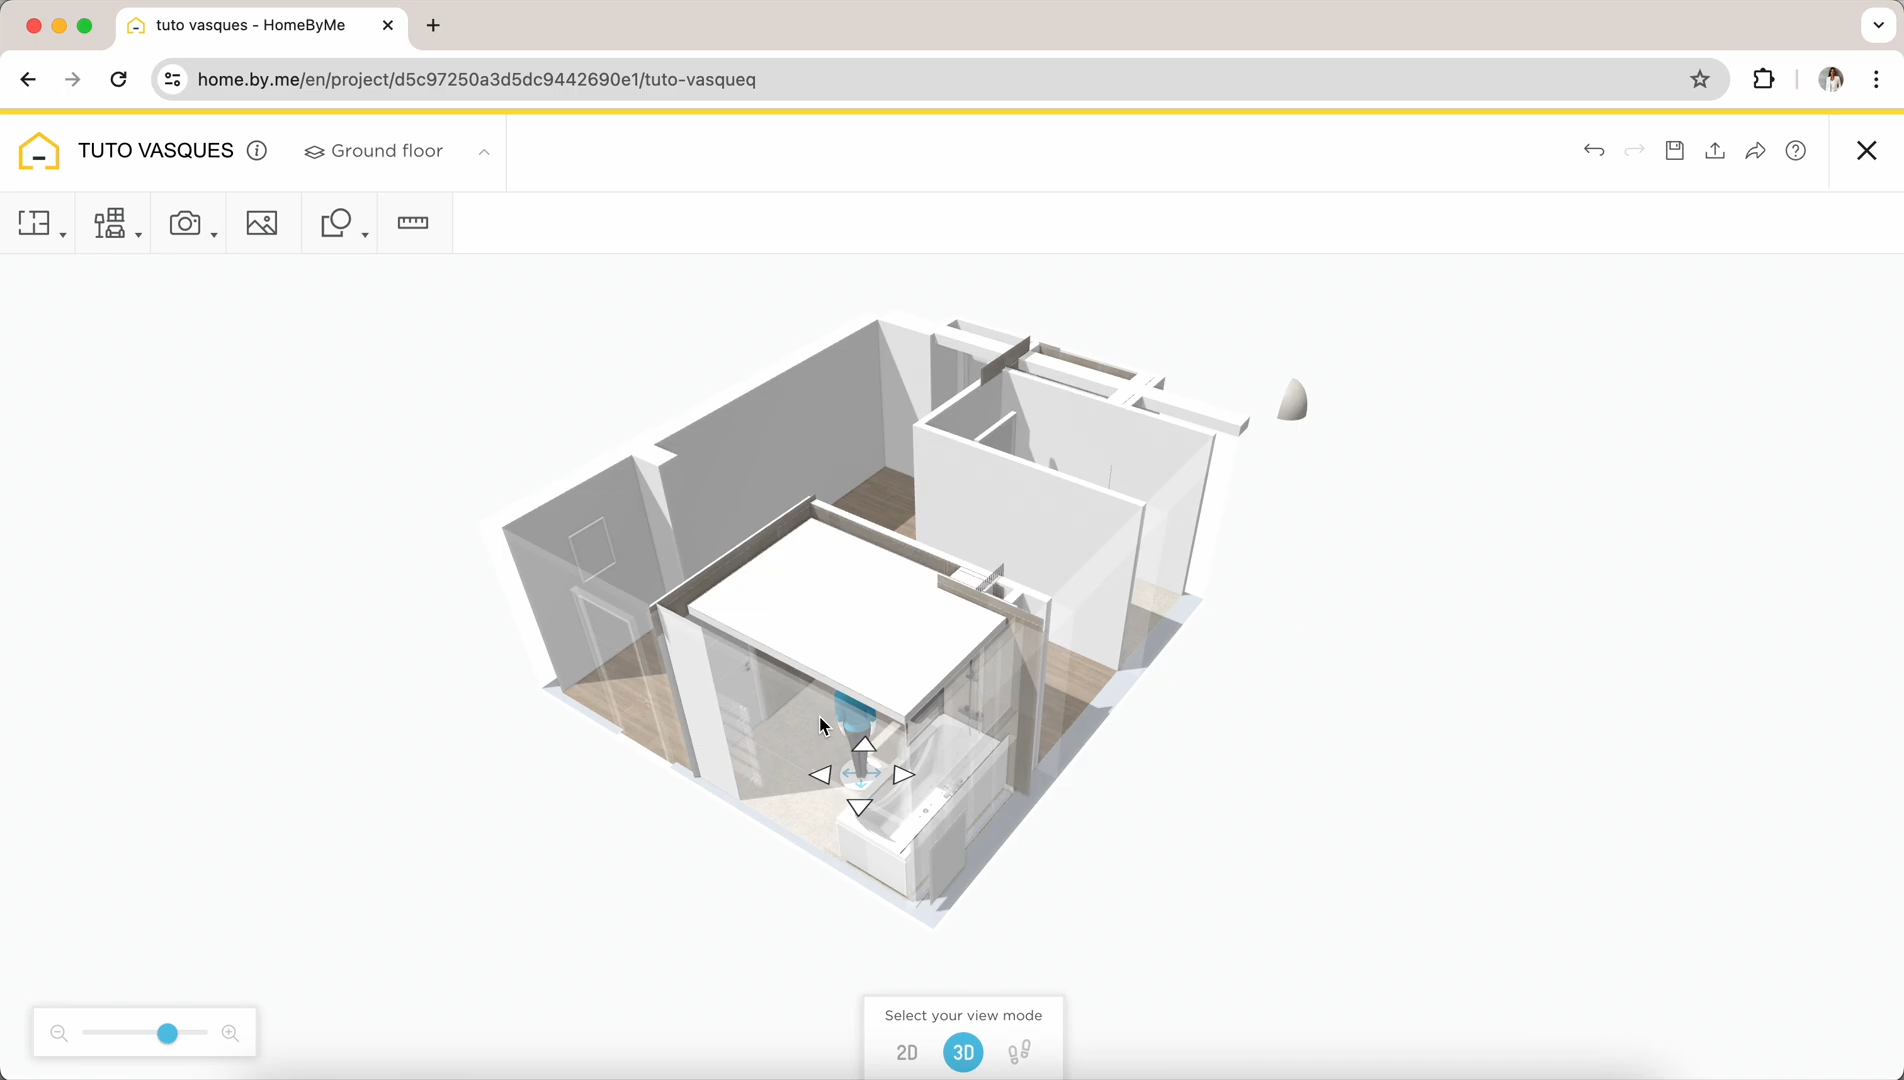 tuto vasques - HomeByMe
home.by.me/en/project/d5c97250a3d5dc9442690e1/tuto-vasqueq
TUTO VASQUES
Ground floor
Select your view mode
2D
3D